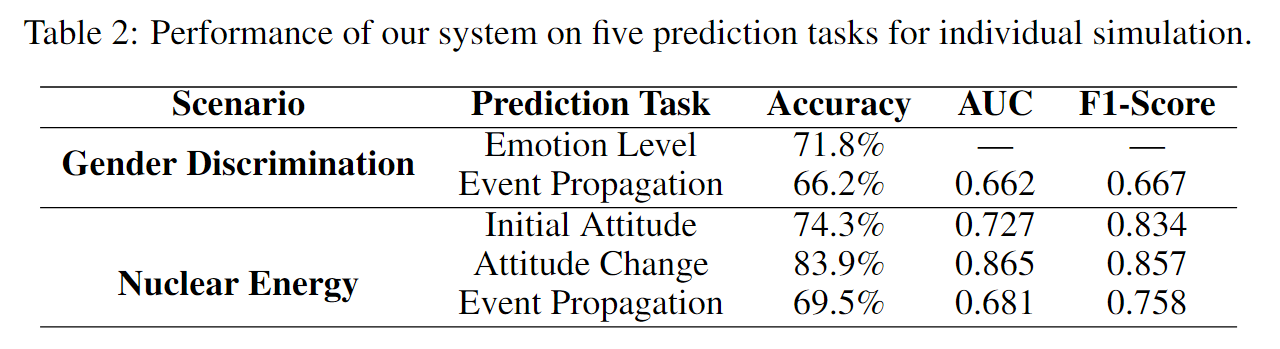 Table 2: Performance of our system on five prediction tasks for individual simulation.
Scenario Prediction Task Accuracy AUC F1-Score
Gender Discrimination
Emotion Level 71.8% — —
Event Propagation 66.2% 0.662 0.667
Nuclear Energy
Initial Attitude 74.3% 0.727 0.834
Attitude Change 83.9% 0.865 0.857
Event Propagation 69.5% 0.681 0.758